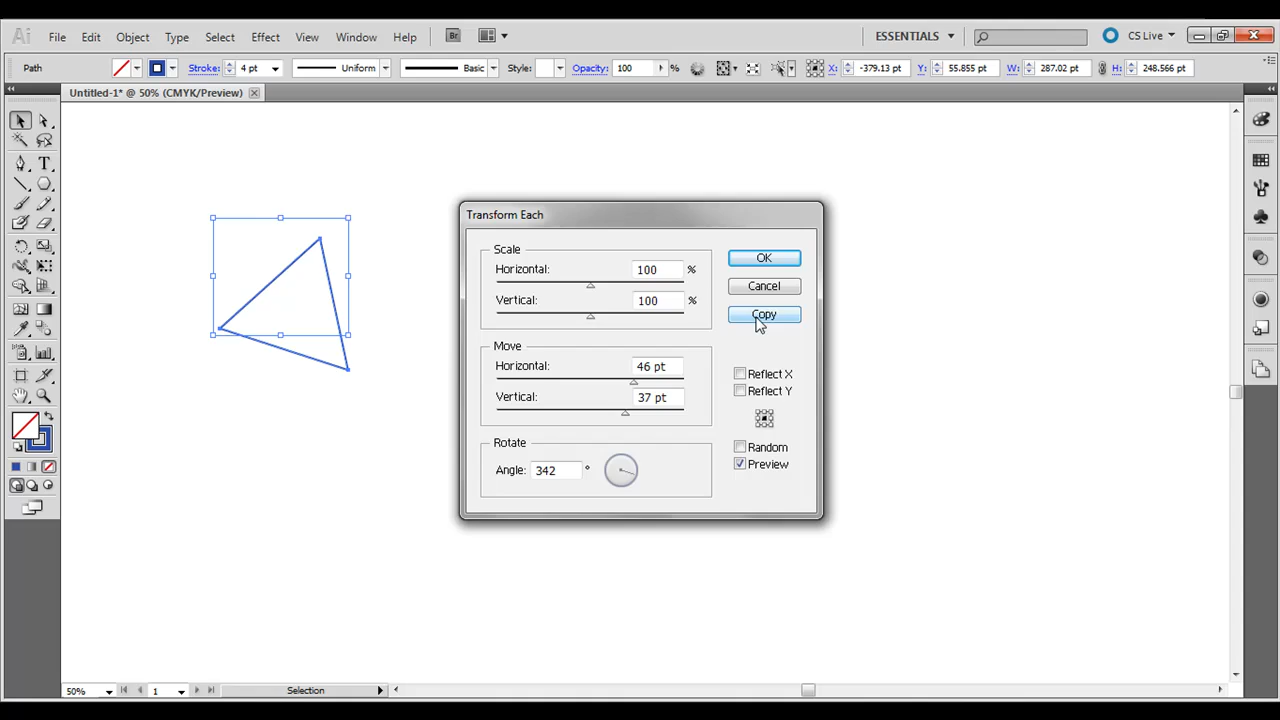 Ai File Edit Object Type Select Effect View Window Help Br ESSENTIALS CS Live
Path Stroke: 4 pt Uniform Basic Style: Opacity: 100 % X: -379.13 pt Y: 55.855 pt W: 287.02 pt H: 248.566 pt
Untitled-1* @ 50% (CMYK/Preview)
Transform Each
Scale
Horizontal: 100 %
Vertical: 100 %
OK
Cancel
Copy
Move
Horizontal: 46 pt
Vertical: 37 pt
Reflect X
Reflect Y
Rotate
Angle: 342 °
Random
Preview
50% 1 Selection